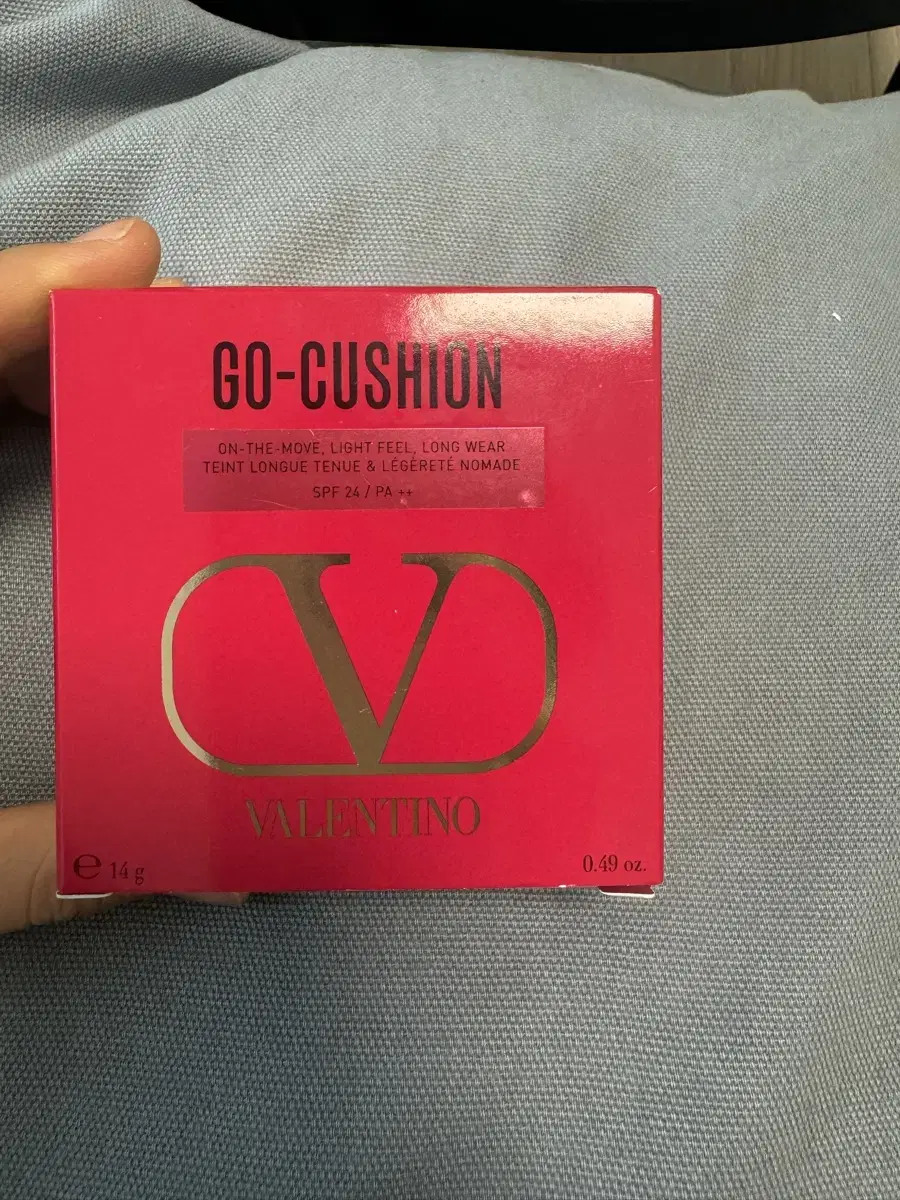 GO-CUSHION
ON-THE-MOVE, LIGHT FEEL, LONG WEAR
TEINT LONGUE TENUE & LÉGÈRETÉ NOMADE
SPF 24 / PA ++
V
VALENTINO
℮ 14 g
0.49 oz.